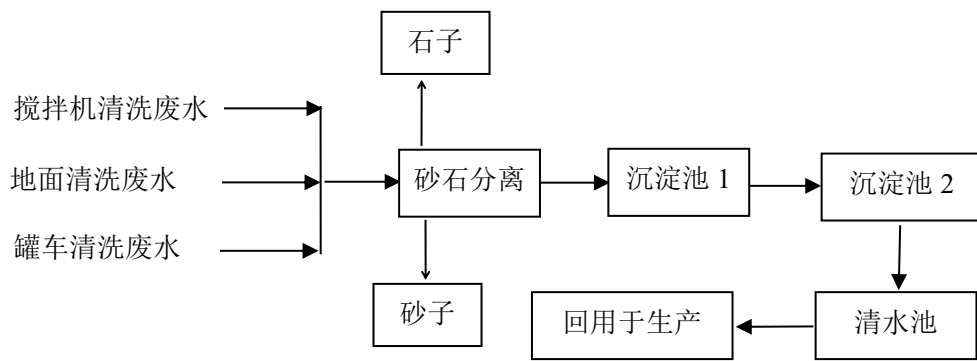 石子
搅拌机清洗废水
地面清洗废水
砂石分离
沉淀池 1
沉淀池 2
罐车清洗废水
砂子
回用于生产
清水池